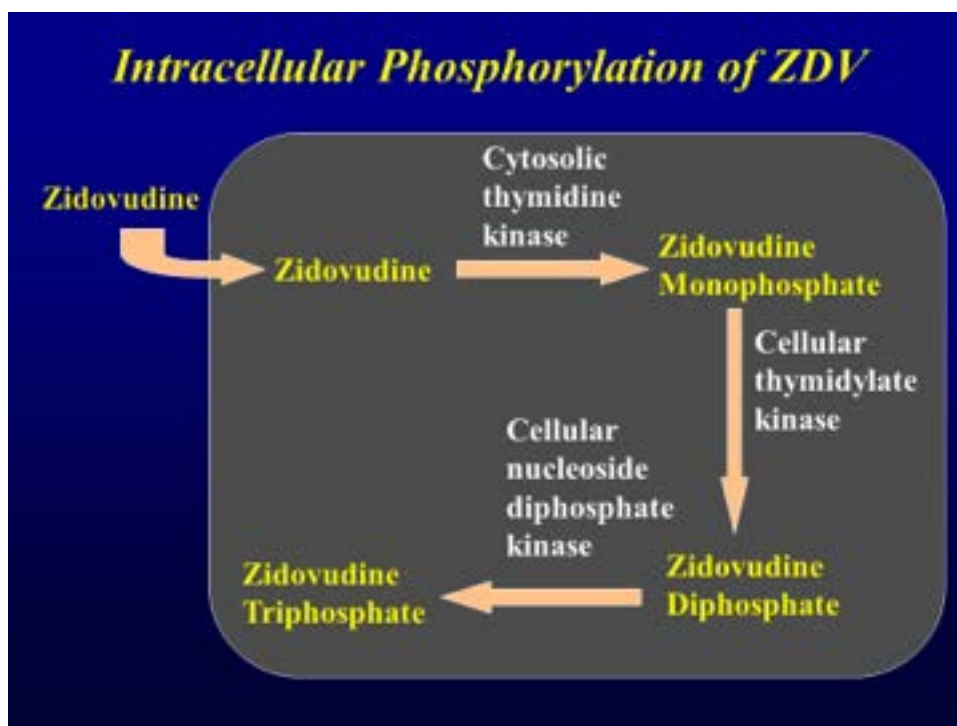 Intracellular Phosphorylation of ZDV
Zidovudine
Zidovudine
Cytosolic
thymidine
kinase
Zidovudine
Monophosphate
Cellular
thymidylate
kinase
Zidovudine
Diphosphate
Cellular
nucleoside
diphosphate
kinase
Zidovudine
Triphosphate